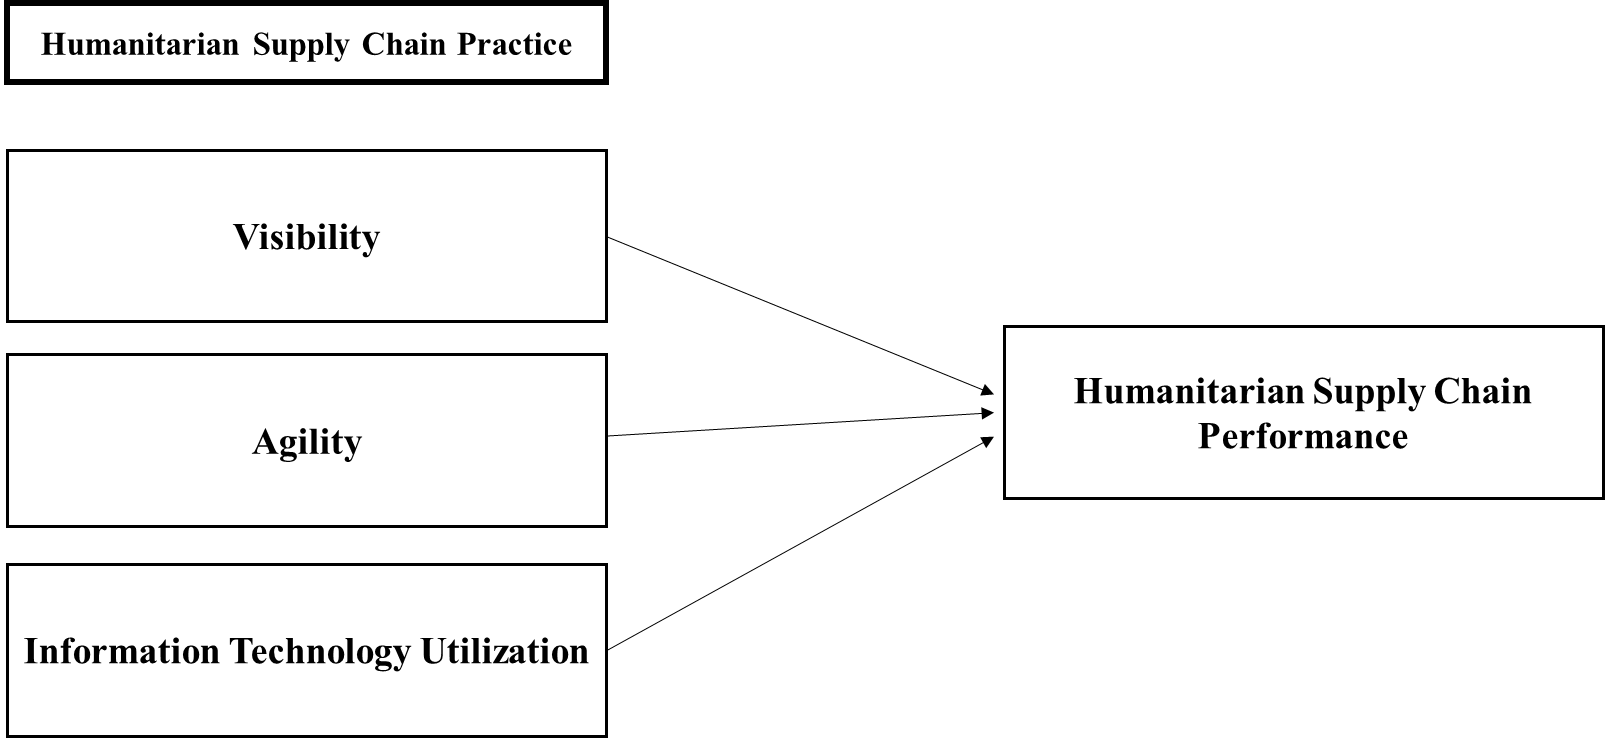 Humanitarian Supply Chain Practice
Visibility
Agility
Information Technology Utilization
Humanitarian Supply Chain
Performance